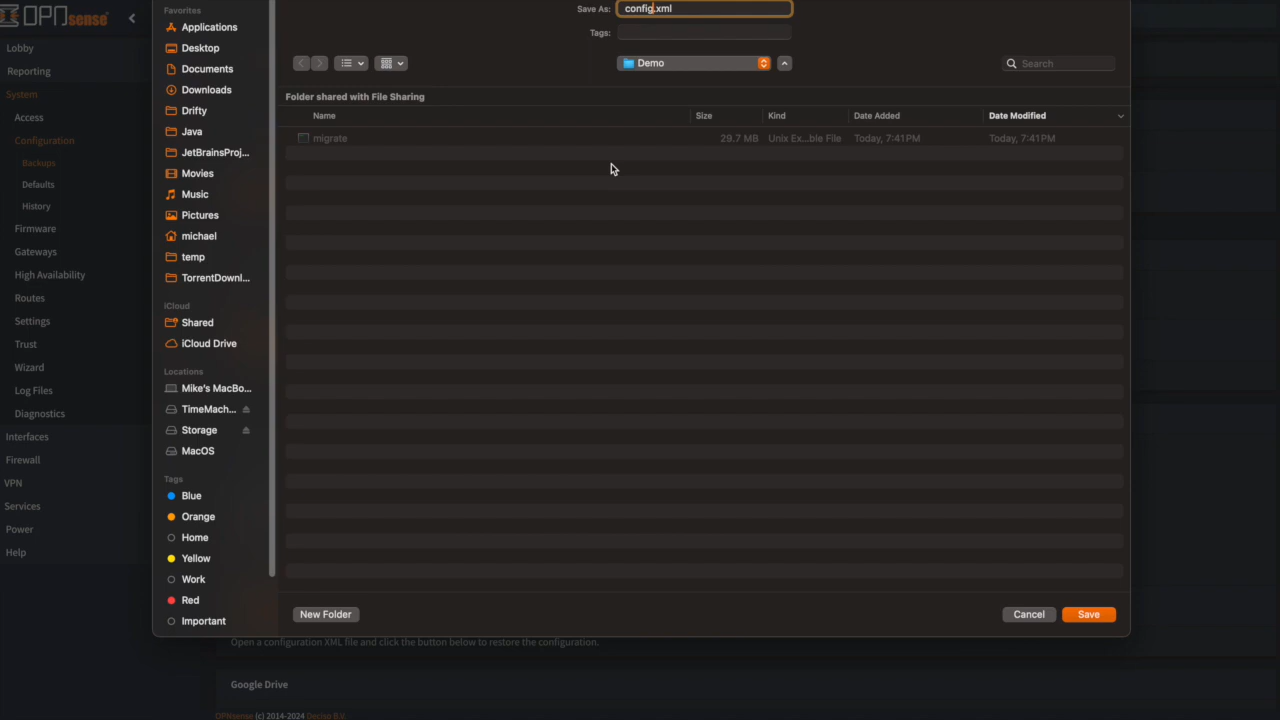 OPNsense
Lobby
Reporting
System
Access
Configuration
Backups
Defaults
History
Firmware
Gateways
High Availability
Routes
Settings
Trust
Wizard
Log Files
Diagnostics
Interfaces
Firewall
VPN
Services
Power
Help
Favorites
Applications
Desktop
Documents
Downloads
Drifty
Java
JetBrainsProj...
Movies
Music
Pictures
michael
temp
TorrentDownl...
iCloud
Shared
iCloud Drive
Locations
Mike's MacBo...
TimeMach...
Storage
MacOS
Tags
Blue
Orange
Home
Yellow
Work
Red
Important
Save As: config.xml
Tags:
Demo
Search
Folder shared with File Sharing
Name Size Kind Date Added Date Modified
migrate 29.7 MB Unix Ex...ble File Today, 7:41PM Today, 7:41PM
New Folder Cancel Save
Open a configuration XML file and click the button below to restore the configuration.
Google Drive
OPNsense (c) 2014-2024 Deciso B.V.